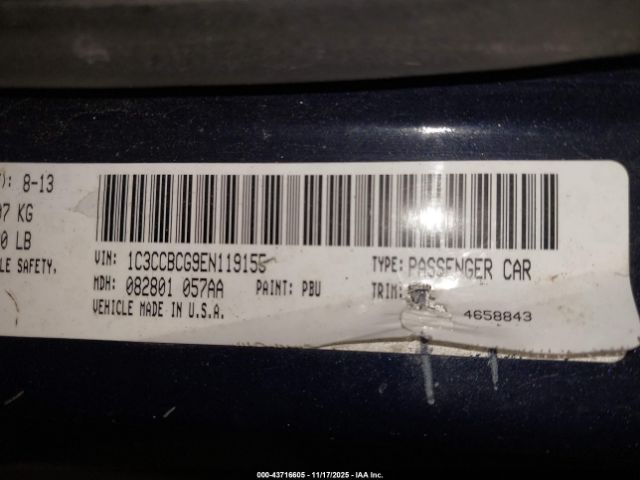 ): 8-13
07 KG
0 LB
LE SAFETY,
VIN: 1C3CCBCG9EN119155 TYPE: PASSENGER CAR
MDH: 082801 057AA PAINT: PBU TRIM:
VEHICLE MADE IN U.S.A. 4658843
000-43716605 - 11/17/2025 - IAA Inc.